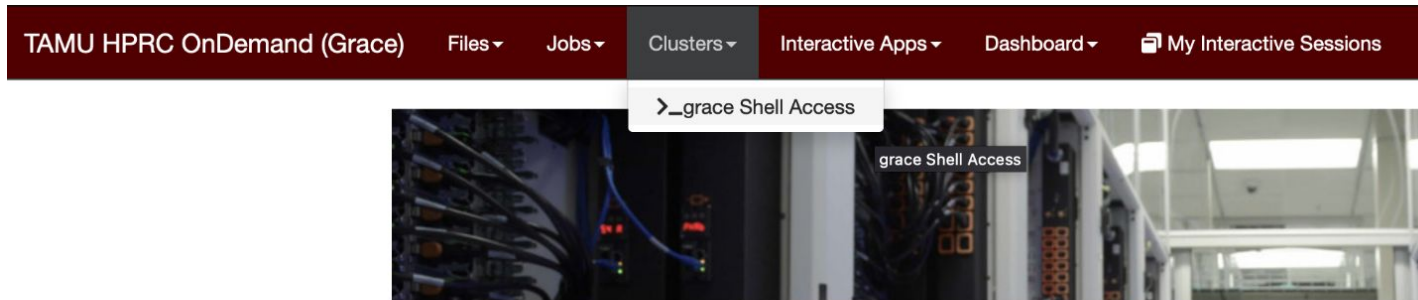 TAMU HPRC OnDemand (Grace) Files Jobs Clusters Interactive Apps Dashboard My Interactive Sessions
>_grace Shell Access
grace Shell Access